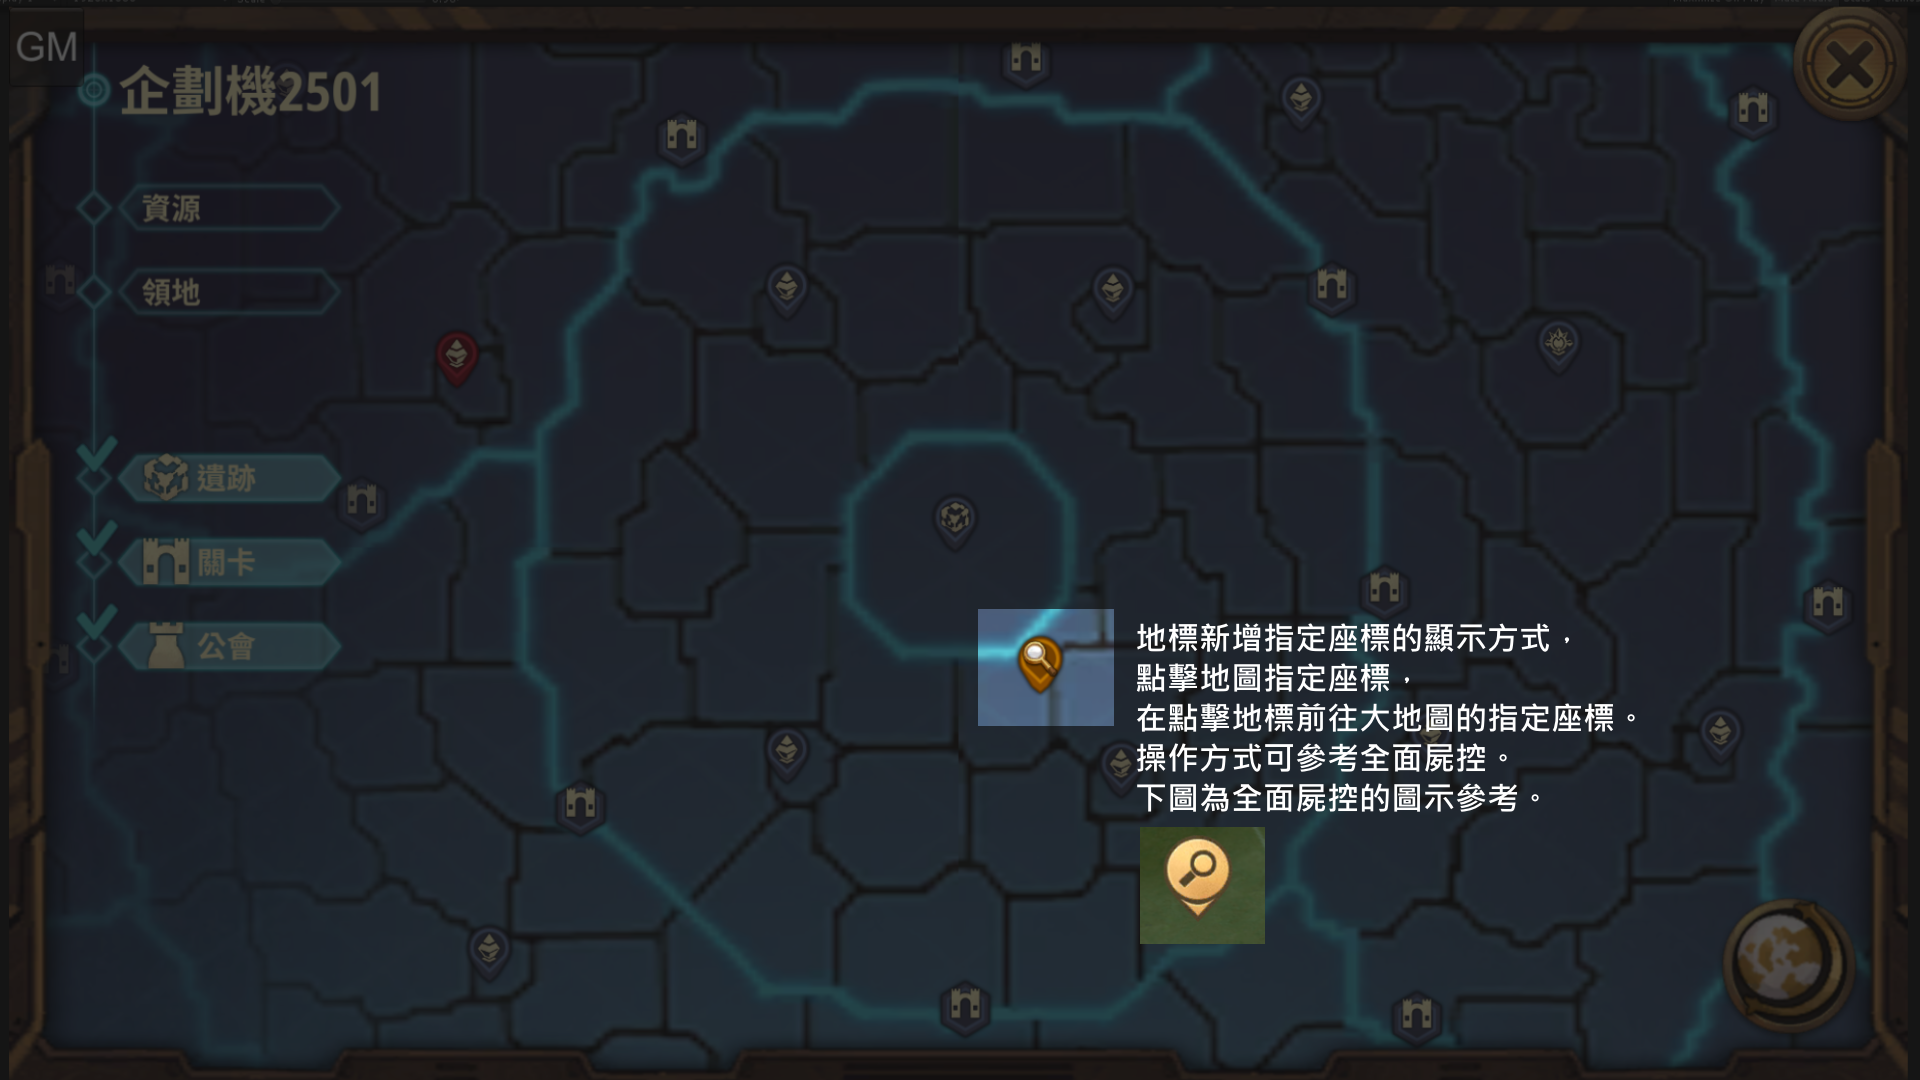 GM
企劃機2501
資源
領地
遺跡
關卡
公會
地標新增指定座標的顯示方式，
點擊地圖指定座標，
在點擊地標前往大地圖的指定座標。
操作方式可參考全面屍控。
下圖為全面屍控的圖示參考。